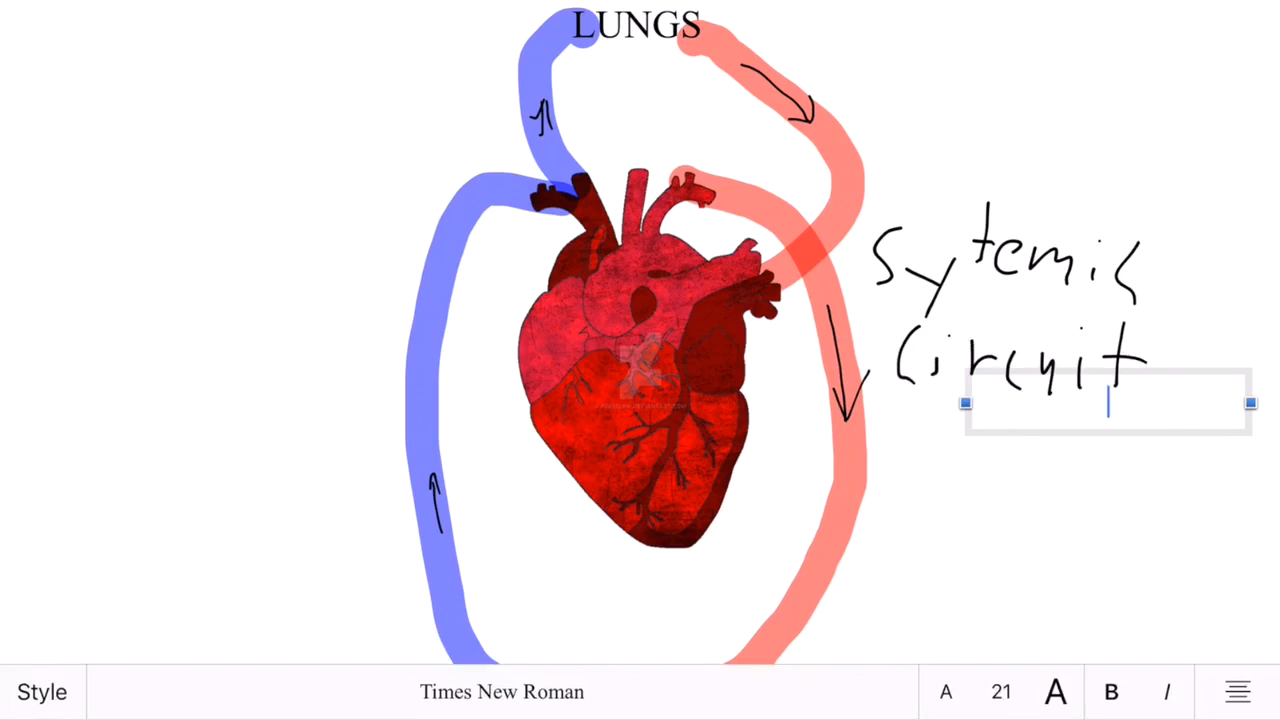 LUNGS
Sytemic
Circuit
Style
Times New Roman
A
21
A
B
I